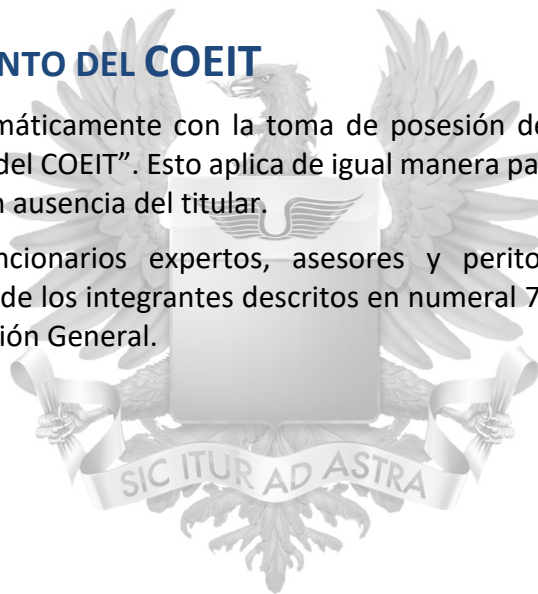 NTO DEL COEIT
máticamente con la toma de posesión de
del COEIT”. Esto aplica de igual manera pa
n ausencia del titular.
ncionarios expertos, asesores y perito
de los integrantes descritos en numeral 7
ión General.
SIC ITUR AD ASTRA